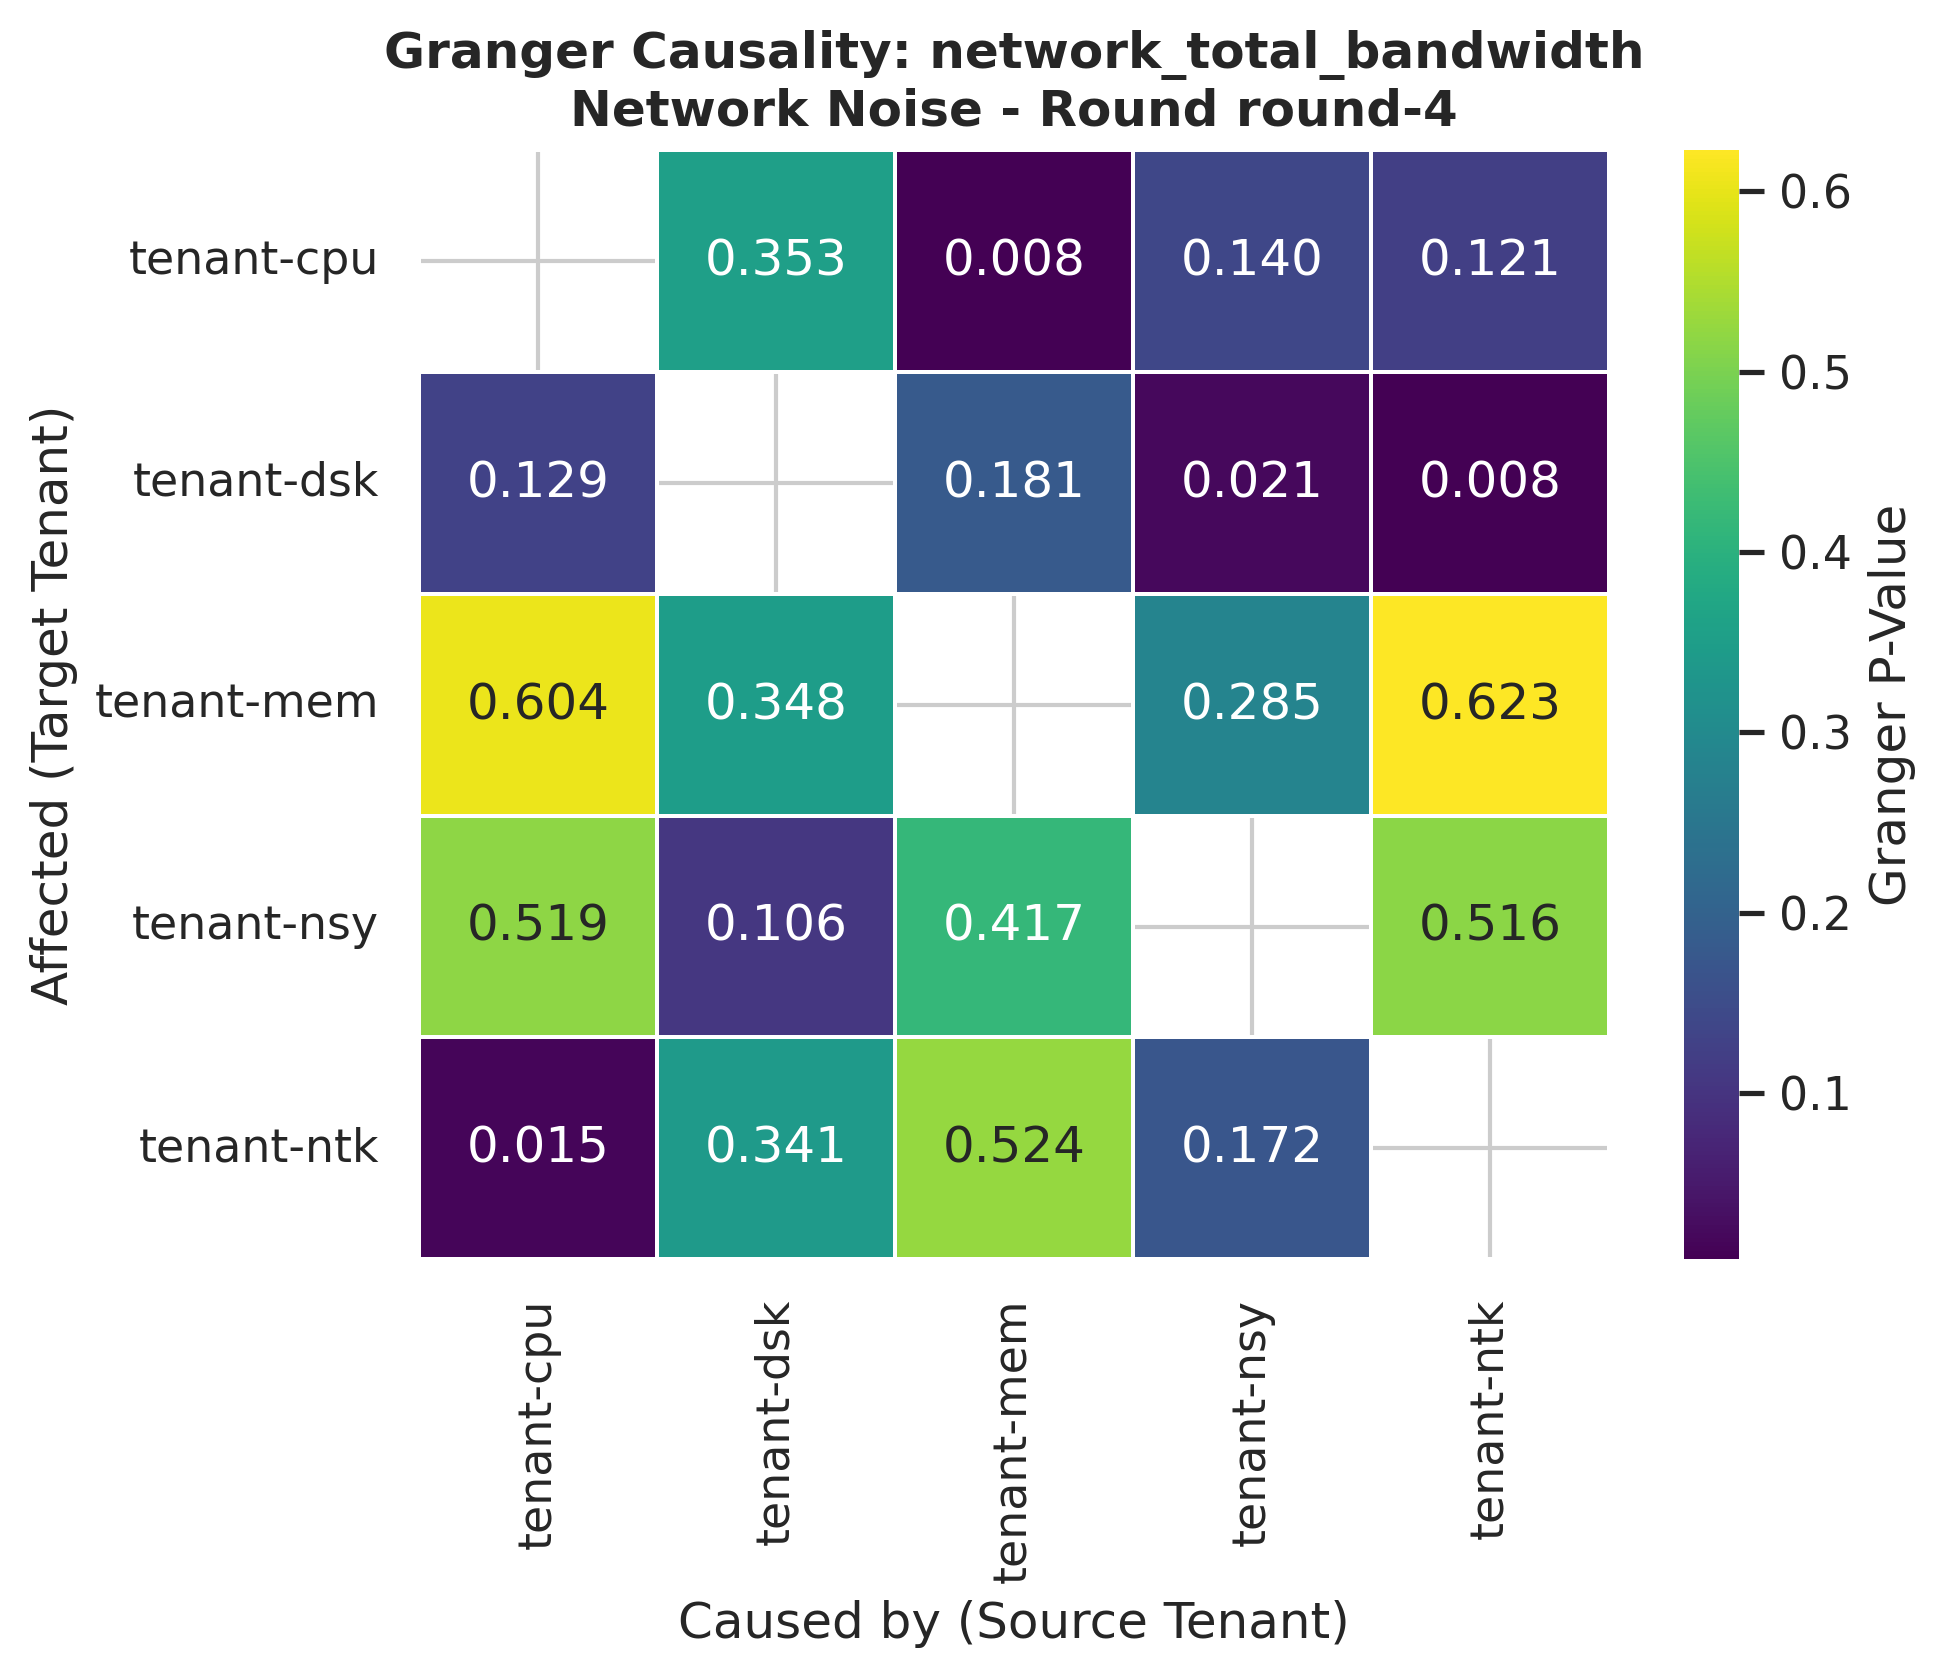 Granger Causality: network_total_bandwidth
Network Noise - Round round-4
Affected (Target Tenant)
tenant-cpu 0.353 0.008 0.140 0.121
tenant-dsk 0.129 0.181 0.021 0.008
tenant-mem 0.604 0.348 0.285 0.623
tenant-nsy 0.519 0.106 0.417 0.516
tenant-ntk 0.015 0.341 0.524 0.172
tenant-cpu
tenant-dsk
tenant-mem
tenant-nsy
tenant-ntk
Caused by (Source Tenant)
0.6
0.5
0.4
0.3
0.2
0.1
Granger P-Value